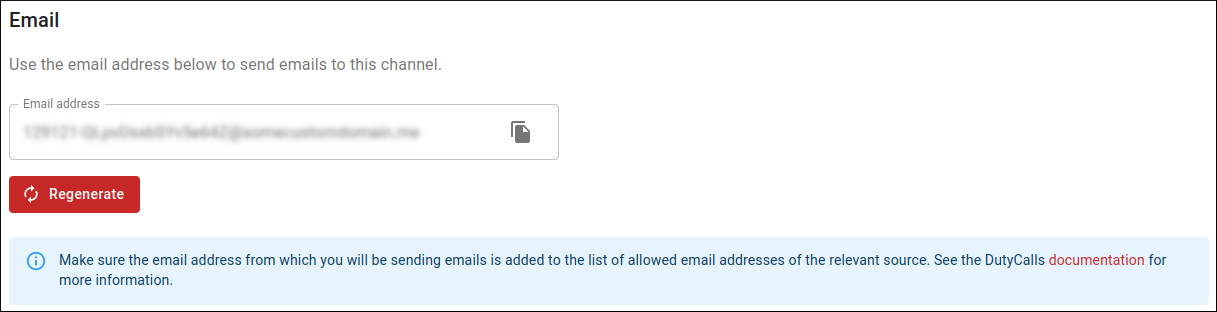 Email
Use the email address below to send emails to this channel.
Email address
Regenerate
Make sure the email address from which you will be sending emails is added to the list of allowed email addresses of the relevant source. See the DutyCalls documentation for
more information.